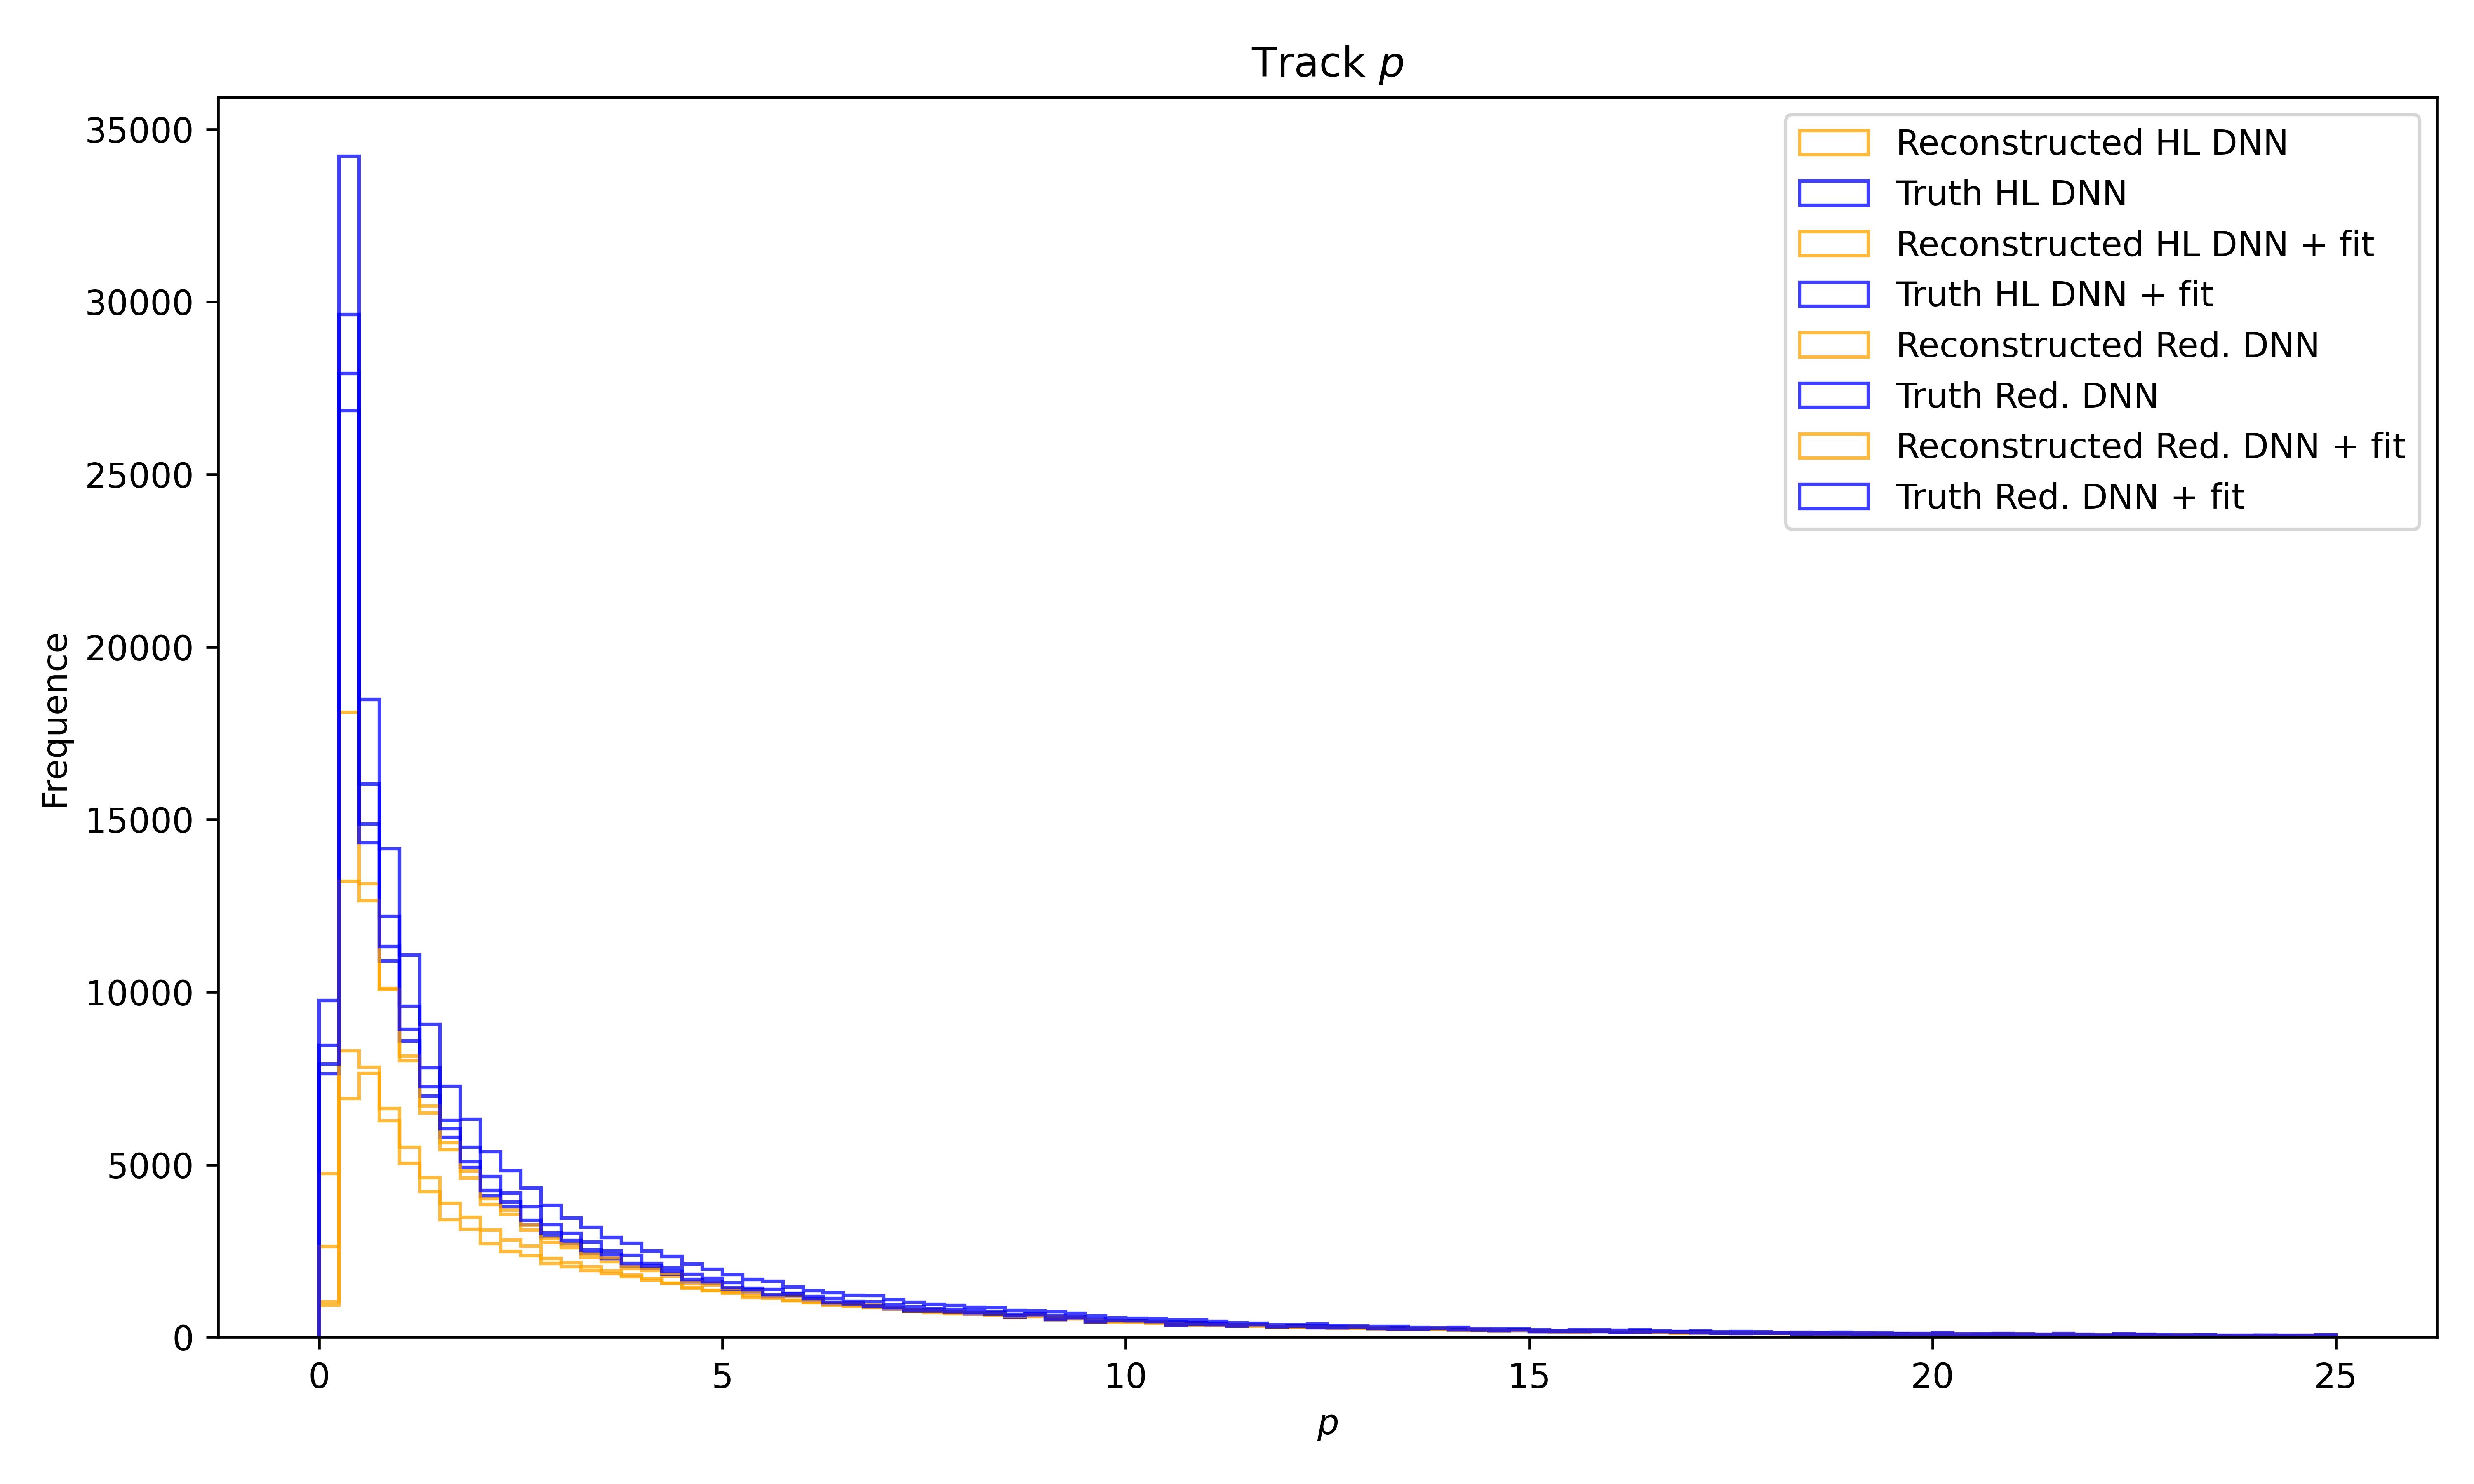 Track p
35000
30000
25000
20000
15000
10000
5000
0
Frequence
0 5 10 15 20 25
p
Reconstructed HL DNN
Truth HL DNN
Reconstructed HL DNN + fit
Truth HL DNN + fit
Reconstructed Red. DNN
Truth Red. DNN
Reconstructed Red. DNN + fit
Truth Red. DNN + fit